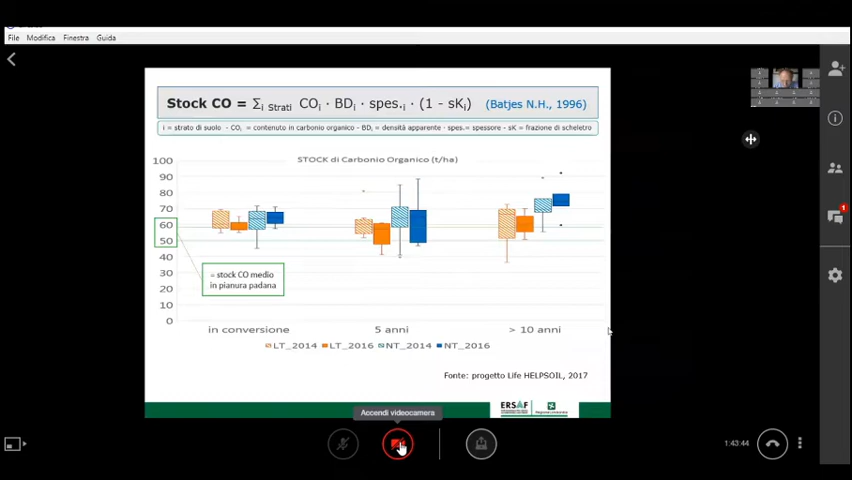 File Modifica Finestra Guida
Stock CO = Σi Strati COi · BDi · spes.i · (1 - sKi) (Batjes N.H., 1996)
i = strato di suolo - COi = contenuto in carbonio organico - BDi = densità apparente - spes.= spessore - sK = frazione di scheletro
STOCK di Carbonio Organico (t/ha)
100
90
80
70
60
50
40
30
20
10
0
= stock CO medio
in pianura padana
in conversione 5 anni > 10 anni
LT_2014 LT_2016 NT_2014 NT_2016
Fonte: progetto Life HELPSOIL, 2017
ERSAF
Accendi videocamera
1
1:43:44